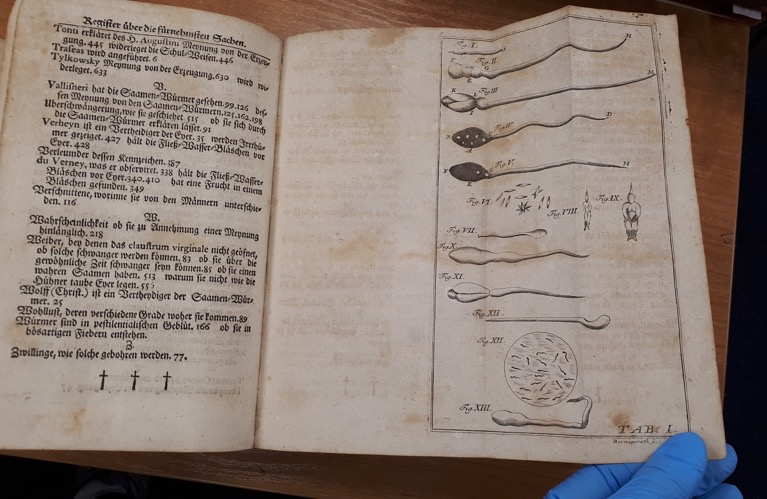 Register über die fürnehmsten Sachen.
Tonti erkläret des H. Augustini Meynung von der Erzeu-
gung. 445 widerleget die Schul-Weisen. 446
Trafeas wird angeführet. 6
Tylkowsky Meynung von der Erzeugung. 630 wird wi-
derleget. 633
V.
Vallisneri hat die Saamen-Würmer gesehen. 99. 126 des-
sen Meynung von den Saamen-Würmern. 125. 162. 198
Uberschwängerung, wie sie geschiehet 515 ob sie sich durch
die Saamen-Würmer erklären lässet. 91
Verheyn ist ein Vertheidiger der Eyer. 35 werden Irrthü-
mer gezeiget. 427 hält die Fließ-Wasser-Bläschen vor
Eyer. 428
Verleumder dessen Kennzeichen. 387
du Verney, was er observiret. 338 hält die Fließ-Wasser-
Bläschen vor Eyer. 340. 410 hat eine Frucht in einem
Bläschen gefunden. 349
Verschnittene, worinne sie von den Männern unterschie-
den. 116
W.
Wahrscheinlichkeit ob sie zu Annehmung einer Meynung
hinlänglich. 218
Weiber, bey denen das claustrum virginale nicht geöfnet,
ob solche schwanger werden können. 83 ob sie über die
gewöhnliche Zeit schwanger seyn können. 85 ob sie einen
wahren Saamen haben. 513 warum sie nicht wie die
Hühner taube Eyer legen. 55
Wolff (Christ.) ist ein Vertheydiger der Saamen-Wür-
mer. 25
Wohllust, deren verschiedene Grade woher sie kommen. 89
Würmer sind in pestilentialischen Geblüt. 166 ob sie in
bösartigen Fiebern entstehen.
Z.
Zwillinge, wie solche gebohren werden. 77.
Fig. I.
Fig. II
H
F
G
Fig. III
M
K
L
I
Fig. IV
D
B
C
A
Fig. V.
H
F
G
E
Fig. VI
Fig. VIII
Fig. IX.
Fig. VII.
Fig. X.
Fig. XI.
Fig. XII
Fig. XII.
Fig. XIII.
TAB I.